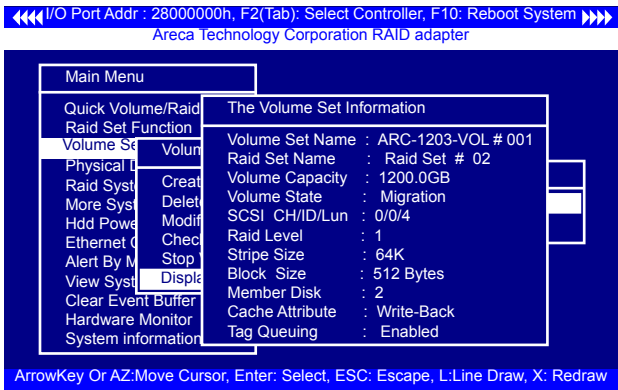 I/O Port Addr : 28000000h, F2(Tab): Select Controller, F10: Reboot System
Areca Technology Corporation RAID adapter
Main Menu
Quick Volume/Raid
Raid Set Function
Volume Se
Physical
Raid Syst
More Syst
Hdd Powe
Ethernet
Alert By M
View Syst
Clear Event Buffer
Hardware Monitor
System information
Volum
Creat
Delet
Modif
Chec
Stop
Displa
The Volume Set Information
Volume Set Name : ARC-1203-VOL # 001
Raid Set Name : Raid Set # 02
Volume Capacity : 1200.0GB
Volume State : Migration
SCSI CH/ID/Lun : 0/0/4
Raid Level : 1
Stripe Size : 64K
Block Size : 512 Bytes
Member Disk : 2
Cache Attribute : Write-Back
Tag Queuing : Enabled
ArrowKey Or AZ:Move Cursor, Enter: Select, ESC: Escape, L:Line Draw, X: Redraw